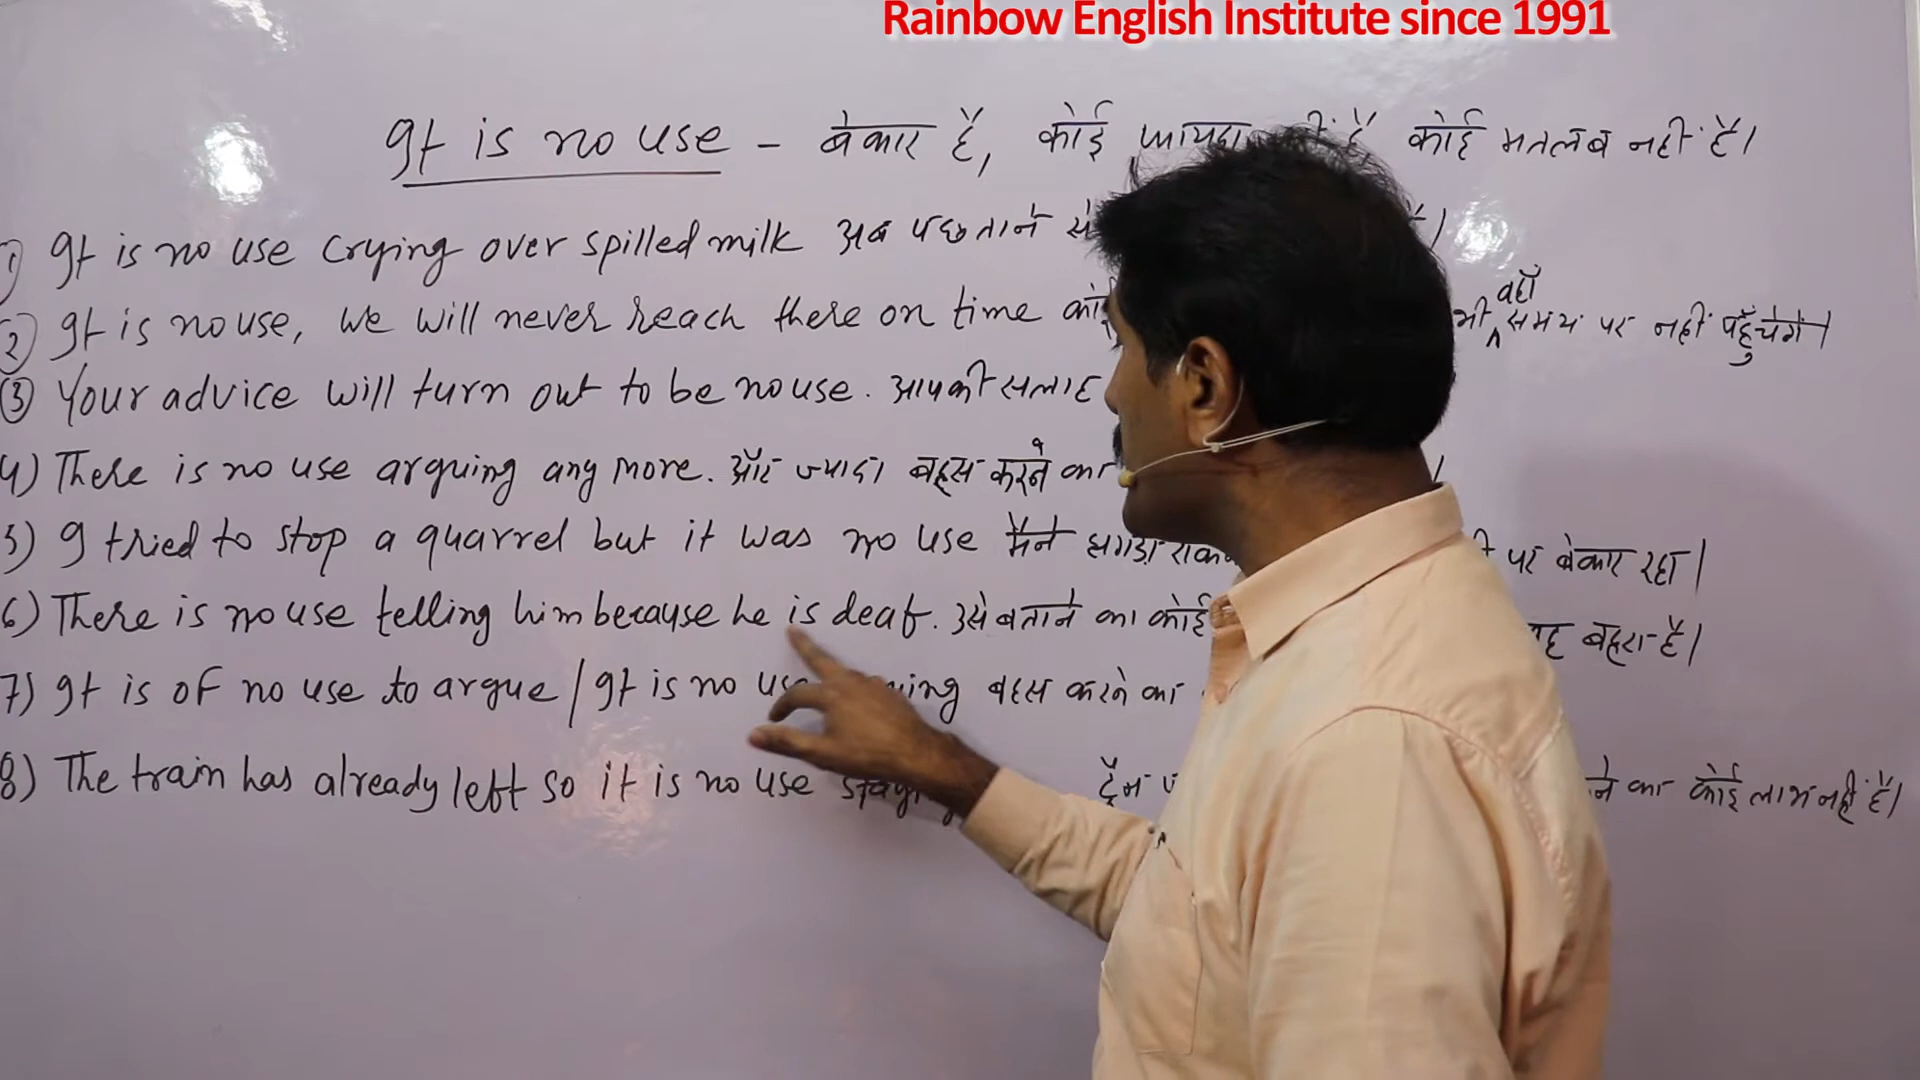 Rainbow English Institute since 1991
It is no use - बेकार है, कोई फायदा है, कोई मतलब नहीं है।
1) It is no use crying over spilled milk अब पछताने से
2) It is no use, we will never reach there on time वहाँ समय पर नहीं पहुँचेगे।
3) Your advice will turn out to be no use. आपकी सलाह
4) There is no use arguing any more. और ज्यादा बहस करने का
5) I tried to stop a quarrel but it was no use मैने झगड़ा पर बेकार रहा।
6) There is no use telling him because he is deaf. उसे बताने का कोई वह बहरा है।
7) It is of no use to argue / It is no use बहस करने का
8) The train has already left so it is no use ट्रेन का कोई लाभ नहीं है।